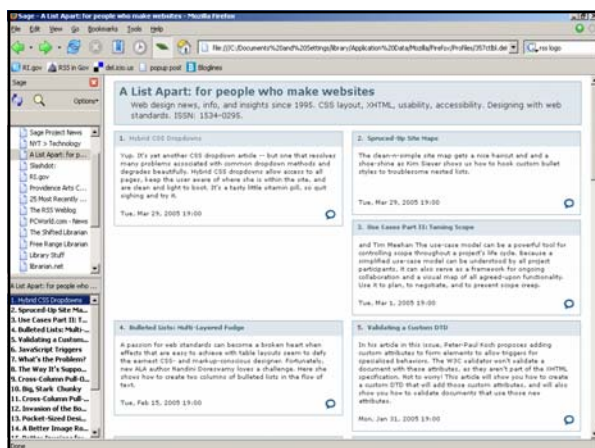 Sage - A List Apart: for people who make websites - Mozilla Firefox
File Edit View Go Bookmarks Tools Help
file:///C:/Documents%20and%20Settings/library/Application%20Data/Mozilla/Firefox/Profiles/
rss logo
RI.gov RSS in Gov del.icio.us popup post Bloglines
Sage
Options
Sage Project News
NYT > Technology
A List Apart: for p...
Slashdot:
RI.gov
Providence Arts C...
25 Most Recently ...
The RSS Weblog
PCWorld.com - News
The Shifted Librarian
Free Range Librarian
Library Stuff
librarian.net
A List Apart: for people who ...
1. Hybrid CSS Dropdowns
2. Spruced-Up Site Ma...
3. Use Cases Part II: T...
4. Bulleted Lists: Multi-...
5. Validating a Custom...
6. JavaScript Triggers
7. What's the Problem?
8. The Way It's Suppo...
9. Cross-Column Pull-O...
10. Big, Stark Chunky
11. Cross-Column Pull-...
12. Invasion of the Bo...
13. Pocket-Sized Desi...
14. A Better Image Ro...
Done
A List Apart: for people who make websites
Web design news, info, and insights since 1995. CSS layout, XHTML, usability, accessibility. Designing with web
standards. ISSN: 1534-0295.
1. Hybrid CSS Dropdowns
Yup. It's yet another CSS dropdown article -- but one that resolves
many problems associated with common dropdown methods and
degrades beautifully. Hybrid CSS dropdowns allow access to all
pages, keep the user aware of where she is within the site, and
are clean and light to boot. It's a tasty little vitamin pill, so quit
sighing and try it.
Tue, Mar 29, 2005 19:00
2. Spruced-Up Site Maps
The clean-n-simple site map gets a nice haircut and a
shoe-shine as Kim Siever shows us how to hook custom bullet
styles to troublesome nested lists.
Tue, Mar 29, 2005 19:00
3. Use Cases Part II: Taming Scope
and Tim Meehan The use-case model can be a powerful tool for
controlling scope throughout a project's life cycle. Because a
simplified use-case model can be understood by all project
participants, it can also serve as a framework for ongoing
collaboration and a visual map of all agreed-upon functionality.
Use it to plan, to negotiate, and to prevent scope creep.
Tue, Mar 1, 2005 19:00
4. Bulleted Lists: Multi-Layered Fudge
A passion for web standards can become a broken heart when
effects that are easy to achieve with table layouts seem to defy
the earnest CSS-
new ALA author Nandini Doreswamy loves a challenge. Here she
shows how to create two columns of bulleted lists in the flow of
text.
Tue, Feb 15, 2005 19:00
5. Validating a Custom DTD
In his article in this issue, Peter-Paul Koch proposes adding
custom attributes to form elements to allow triggers for
specialized behaviors. The W3C validator won't validate a
document with these attributes, as they aren't part of the XHTML
specification. Not to worry! This article will show you how to create
a custom DTD that will add those custom attributes, and will also
show you how to validate documents that use those new
attributes.
Mon, Jan 31, 2005 19:00